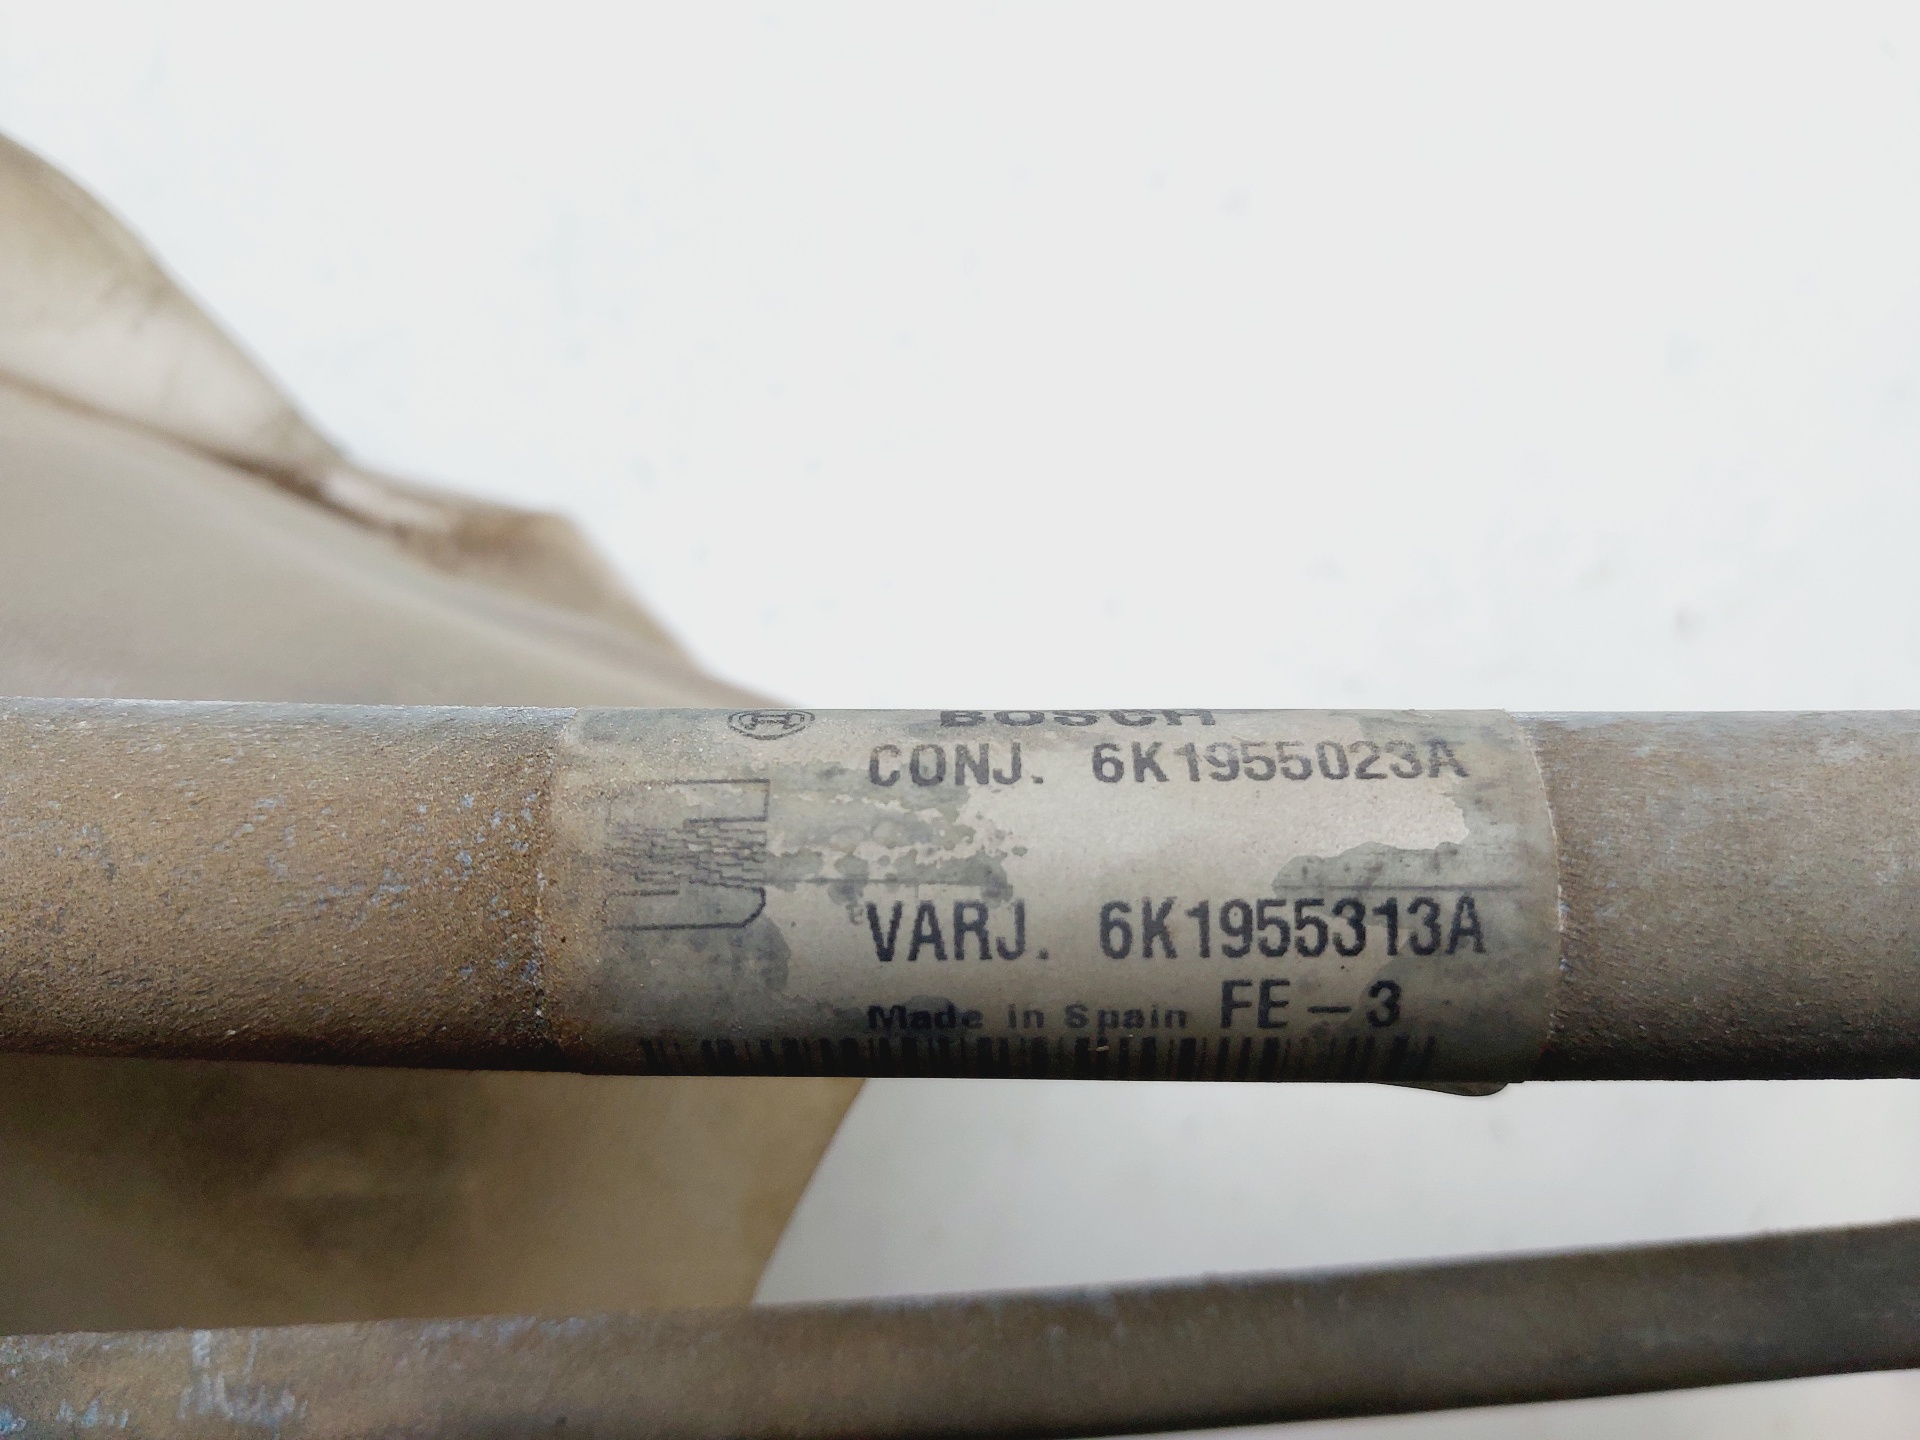 BOSCH
CONJ. 6K1955023A
VARJ. 6K1955313A
Made in Spain FE-3